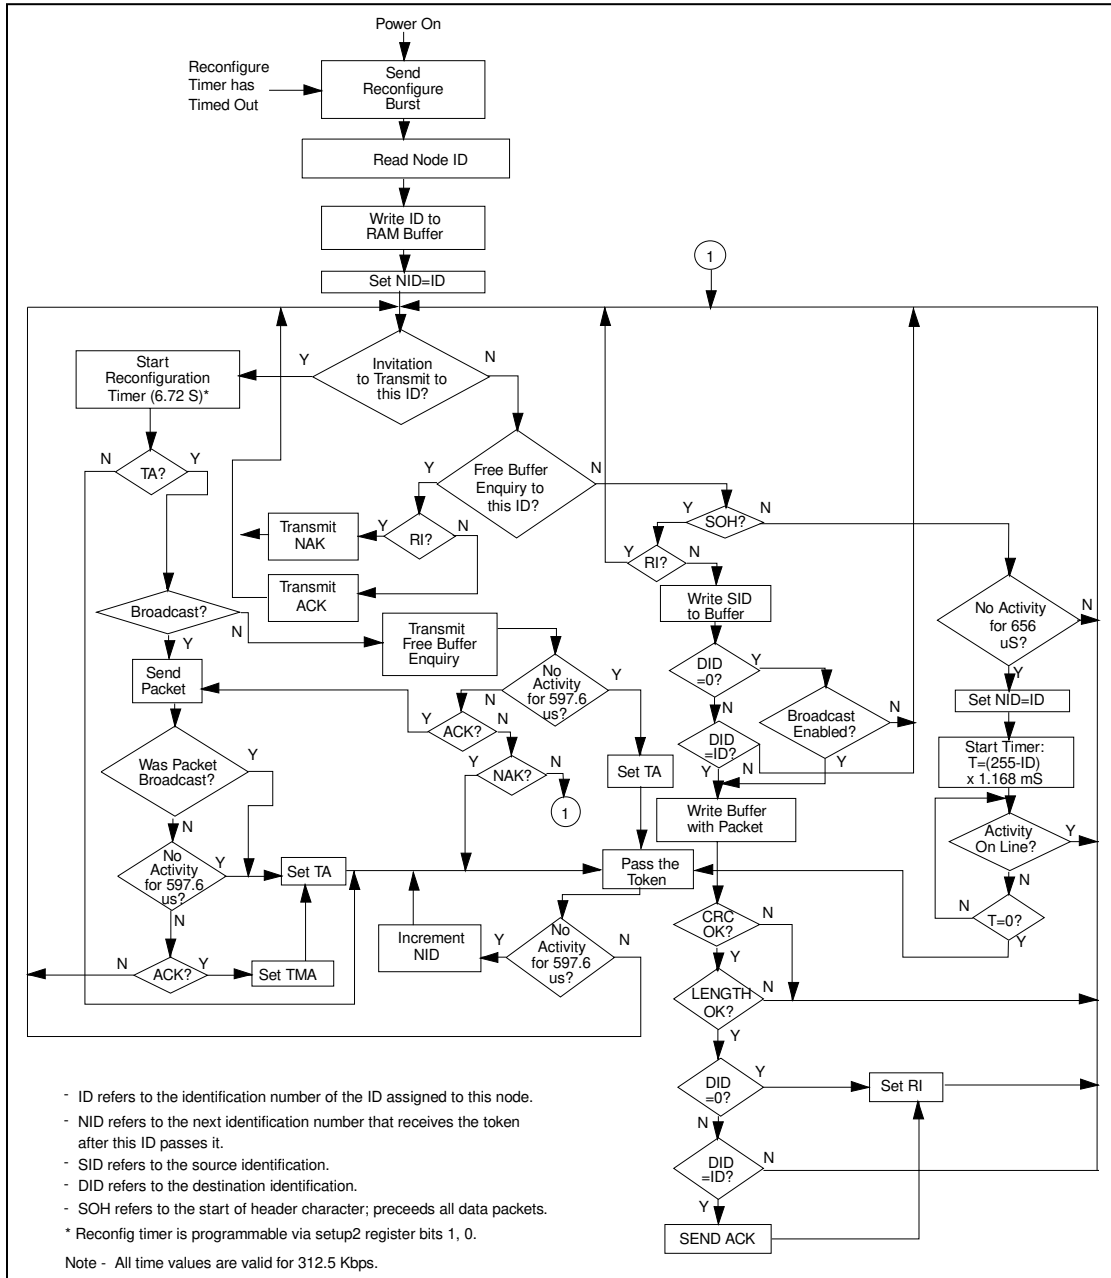 Power On
Reconfigure
Timer has
Timed Out
Send
Reconfigure
Burst
Read Node ID
Write ID to
RAM Buffer
1
Set NID=ID
Start
Reconfiguration
Timer (6.72 S)*
Y
Invitation
to Transmit to
this ID?
N
N
TA?
Y
Y
Free Buffer
Enquiry to
this ID?
N
Y
SOH?
N
Transmit
NAK
Y
RI?
N
Y
RI?
N
Transmit
ACK
Write SID
to Buffer
Broadcast?
N
Y
Transmit
Free Buffer
Enquiry
No Activity
for 656
uS?
N
Y
Send
Packet
No
Activity
for 597.6
us?
Y
N
DID
=0?
Y
N
Broadcast
Enabled?
N
Y
Set NID=ID
Y
ACK?
N
DID
=ID?
Y
N
Start Timer:
T=(255-ID)
x 1.168 mS
Was Packet
Broadcast?
Y
N
NAK?
Y
N
1
Set TA
Write Buffer
with Packet
Activity
On Line?
Y
N
No
Activity
for 597.6
us?
Y
N
Set TA
Pass the
Token
N
T=0?
Y
Increment
NID
Y
No
Activity
for 597.6
us?
N
CRC
OK?
N
Y
N
ACK?
Y
Set TMA
LENGTH
OK?
N
Y
DID
=0?
Y
N
Set RI
DID
=ID?
N
Y
SEND ACK
- ID refers to the identification number of the ID assigned to this node.
- NID refers to the next identification number that receives the token
after this ID passes it.
- SID refers to the source identification.
- DID refers to the destination identification.
- SOH refers to the start of header character; preceeds all data packets.
* Reconfig timer is programmable via setup2 register bits 1, 0.
Note - All time values are valid for 312.5 Kbps.